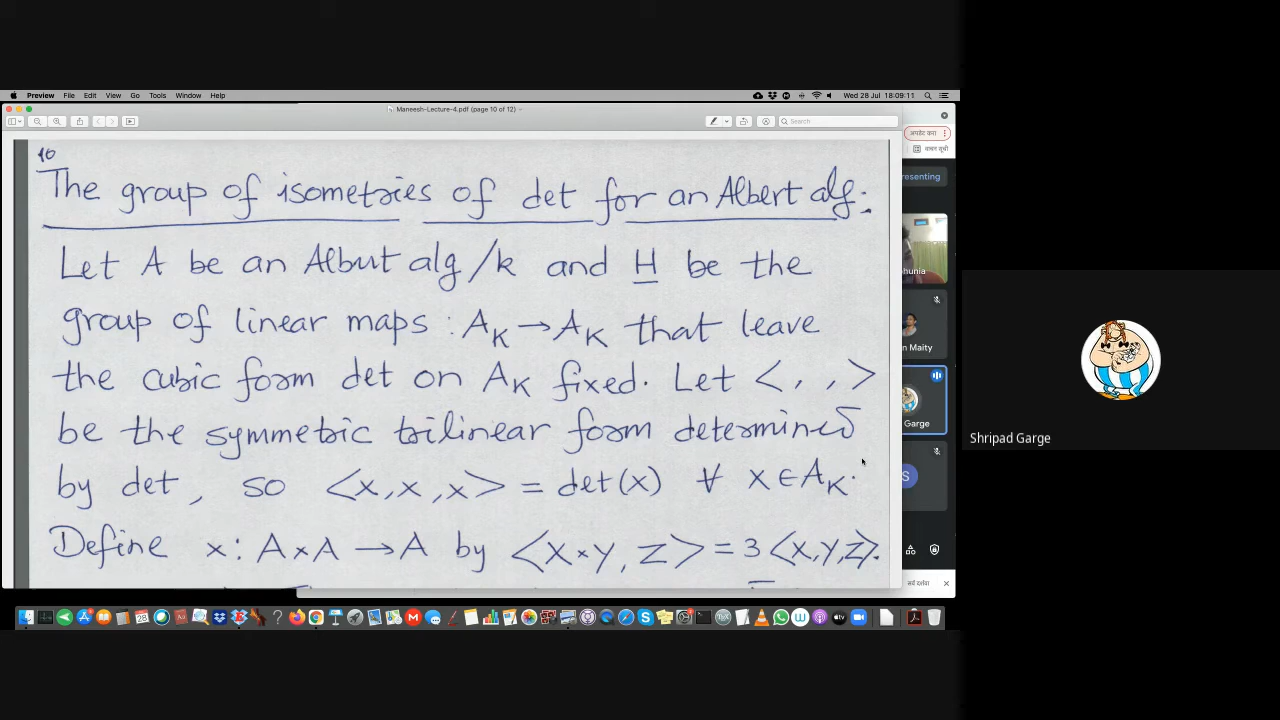 Preview File Edit View Go Tools Window Help
Wed 28 Jul 18:09:11
Maneesh-Lecture-4.pdf (page 10 of 12)
Search
10
The group of isometries of det for an Albert alg:
Let A be an Albert alg/k and H be the
group of linear maps : A_K → A_K that leave
the cubic form det on A_K fixed. Let < , , >
be the symmetric trilinear form determined
by det, so <x, x, x> = det(x) ∀ x ∈ A_K.
Define x : A × A → A by <x × y, z> = 3 <x, y, z>.
esenting
hunia
n Maity
Garge
S
Shripad Garge